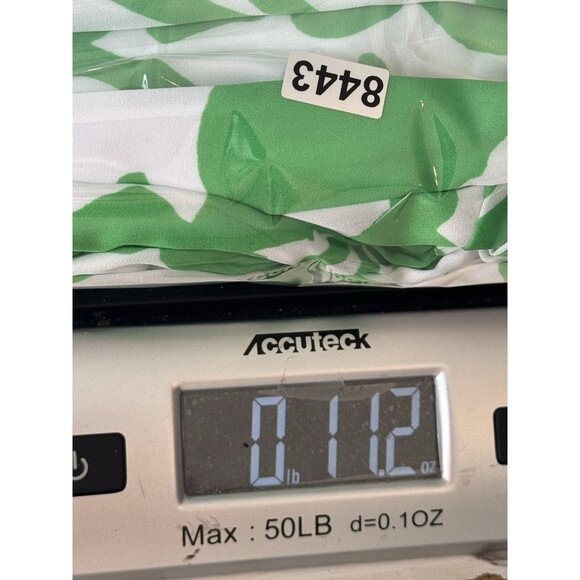 8443
Accuteck
0 lb 11.2 oz
Max : 50LB d=0.1OZ